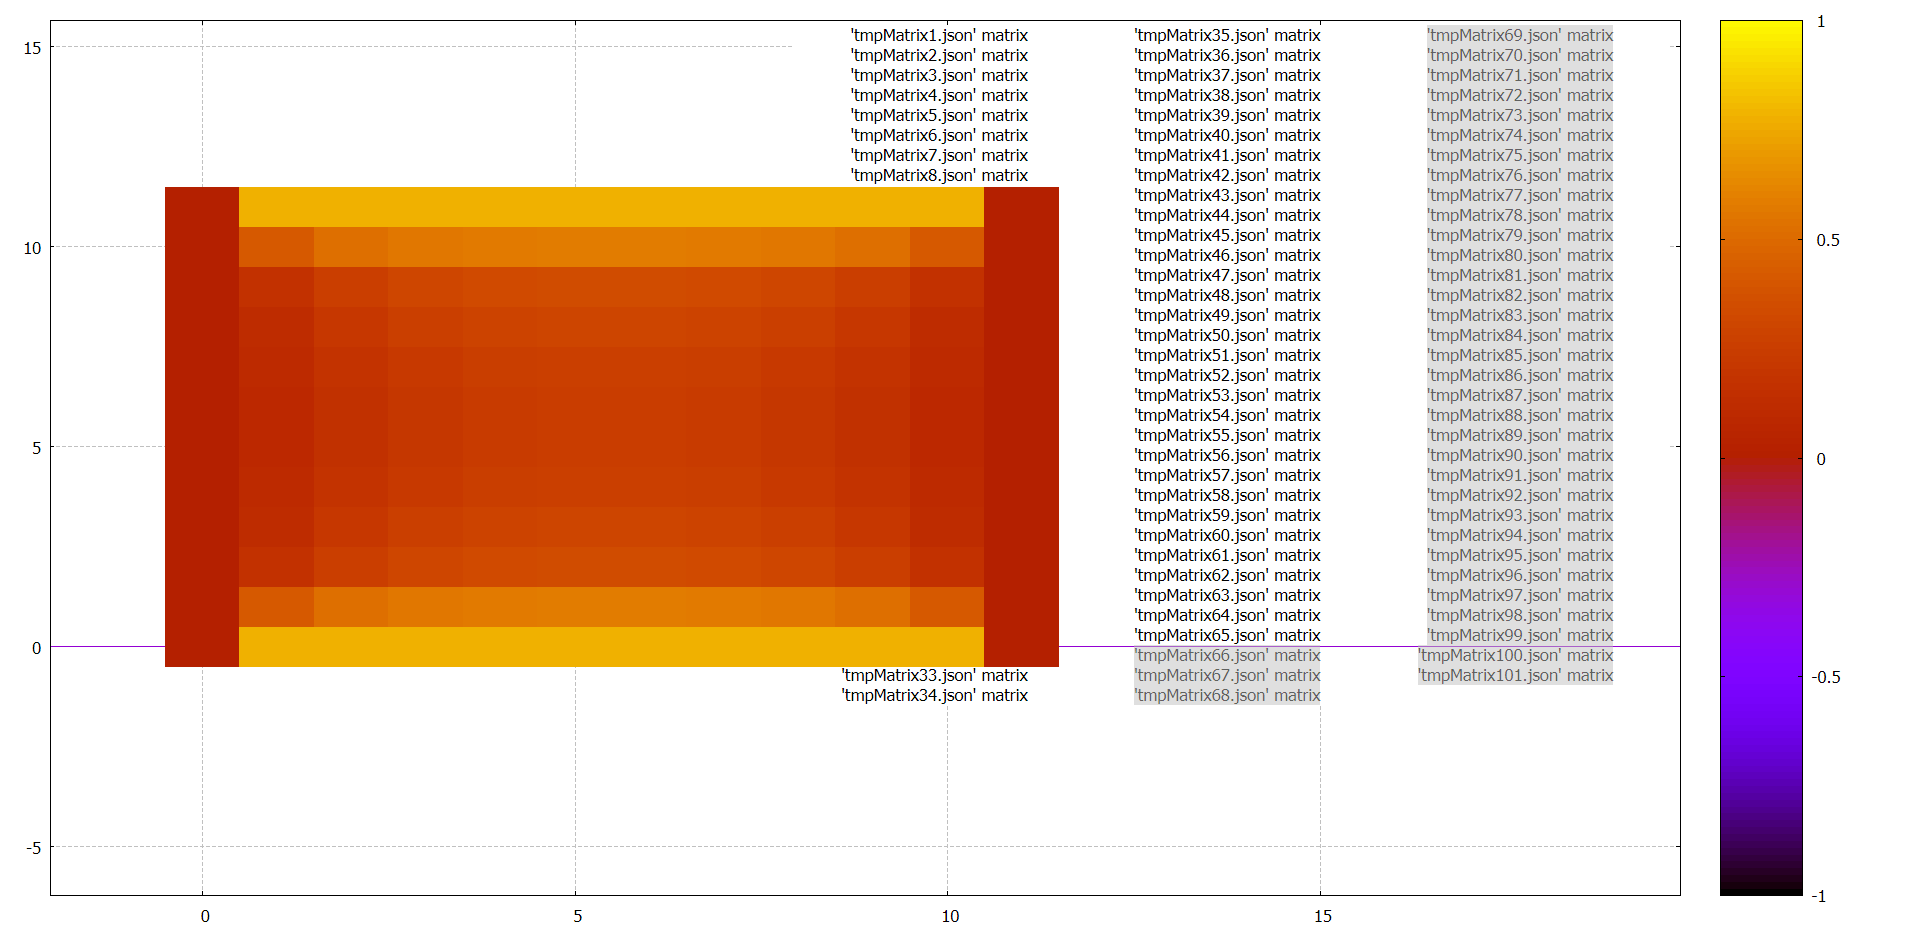 'tmpMatrix1.json' matrix
'tmpMatrix2.json' matrix
'tmpMatrix3.json' matrix
'tmpMatrix4.json' matrix
'tmpMatrix5.json' matrix
'tmpMatrix6.json' matrix
'tmpMatrix7.json' matrix
'tmpMatrix8.json' matrix
'tmpMatrix33.json' matrix
'tmpMatrix34.json' matrix
'tmpMatrix35.json' matrix
'tmpMatrix36.json' matrix
'tmpMatrix37.json' matrix
'tmpMatrix38.json' matrix
'tmpMatrix39.json' matrix
'tmpMatrix40.json' matrix
'tmpMatrix41.json' matrix
'tmpMatrix42.json' matrix
'tmpMatrix43.json' matrix
'tmpMatrix44.json' matrix
'tmpMatrix45.json' matrix
'tmpMatrix46.json' matrix
'tmpMatrix47.json' matrix
'tmpMatrix48.json' matrix
'tmpMatrix49.json' matrix
'tmpMatrix50.json' matrix
'tmpMatrix51.json' matrix
'tmpMatrix52.json' matrix
'tmpMatrix53.json' matrix
'tmpMatrix54.json' matrix
'tmpMatrix55.json' matrix
'tmpMatrix56.json' matrix
'tmpMatrix57.json' matrix
'tmpMatrix58.json' matrix
'tmpMatrix59.json' matrix
'tmpMatrix60.json' matrix
'tmpMatrix61.json' matrix
'tmpMatrix62.json' matrix
'tmpMatrix63.json' matrix
'tmpMatrix64.json' matrix
'tmpMatrix65.json' matrix
'tmpMatrix66.json' matrix
'tmpMatrix67.json' matrix
'tmpMatrix68.json' matrix
'tmpMatrix69.json' matrix
'tmpMatrix70.json' matrix
'tmpMatrix71.json' matrix
'tmpMatrix72.json' matrix
'tmpMatrix73.json' matrix
'tmpMatrix74.json' matrix
'tmpMatrix75.json' matrix
'tmpMatrix76.json' matrix
'tmpMatrix77.json' matrix
'tmpMatrix78.json' matrix
'tmpMatrix79.json' matrix
'tmpMatrix80.json' matrix
'tmpMatrix81.json' matrix
'tmpMatrix82.json' matrix
'tmpMatrix83.json' matrix
'tmpMatrix84.json' matrix
'tmpMatrix85.json' matrix
'tmpMatrix86.json' matrix
'tmpMatrix87.json' matrix
'tmpMatrix88.json' matrix
'tmpMatrix89.json' matrix
'tmpMatrix90.json' matrix
'tmpMatrix91.json' matrix
'tmpMatrix92.json' matrix
'tmpMatrix93.json' matrix
'tmpMatrix94.json' matrix
'tmpMatrix95.json' matrix
'tmpMatrix96.json' matrix
'tmpMatrix97.json' matrix
'tmpMatrix98.json' matrix
'tmpMatrix99.json' matrix
'tmpMatrix100.json' matrix
'tmpMatrix101.json' matrix
15
10
5
0
-5
0
5
10
15
1
0.5
0
-0.5
-1